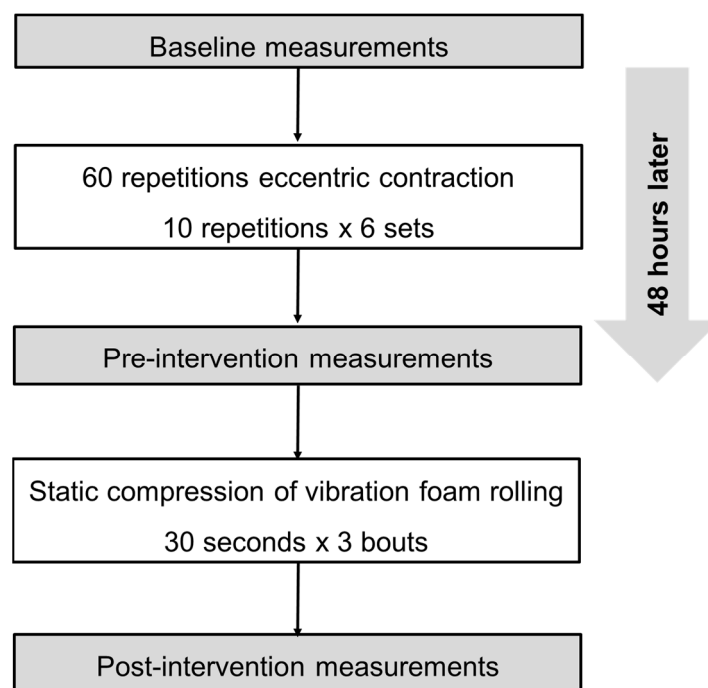 Baseline measurements
60 repetitions eccentric contraction
10 repetitions x 6 sets
48 hours later
Pre-intervention measurements
Static compression of vibration foam rolling
30 seconds x 3 bouts
Post-intervention measurements